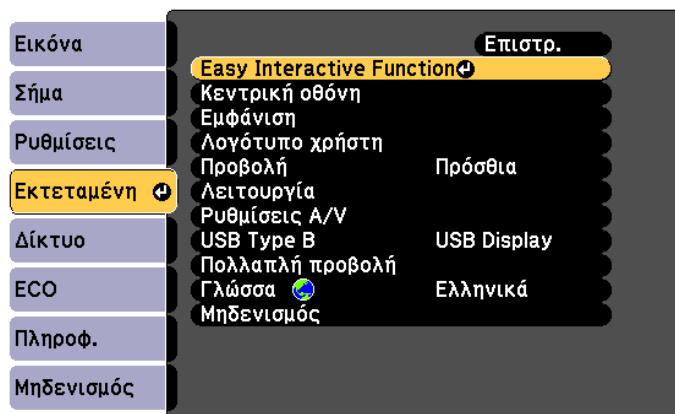 Εικόνα
Σήμα
Ρυθμίσεις
Εκτεταμένη
Δίκτυο
ECO
Πληροφ.
Μηδενισμός
Επιστρ.
Easy Interactive Function
Κεντρική οθόνη
Εμφάνιση
Λογότυπο χρήστη
Προβολή Πρόσθια
Λειτουργία
Ρυθμίσεις A/V
USB Type B USB Display
Πολλαπλή προβολή
Γλώσσα Ελληνικά
Μηδενισμός